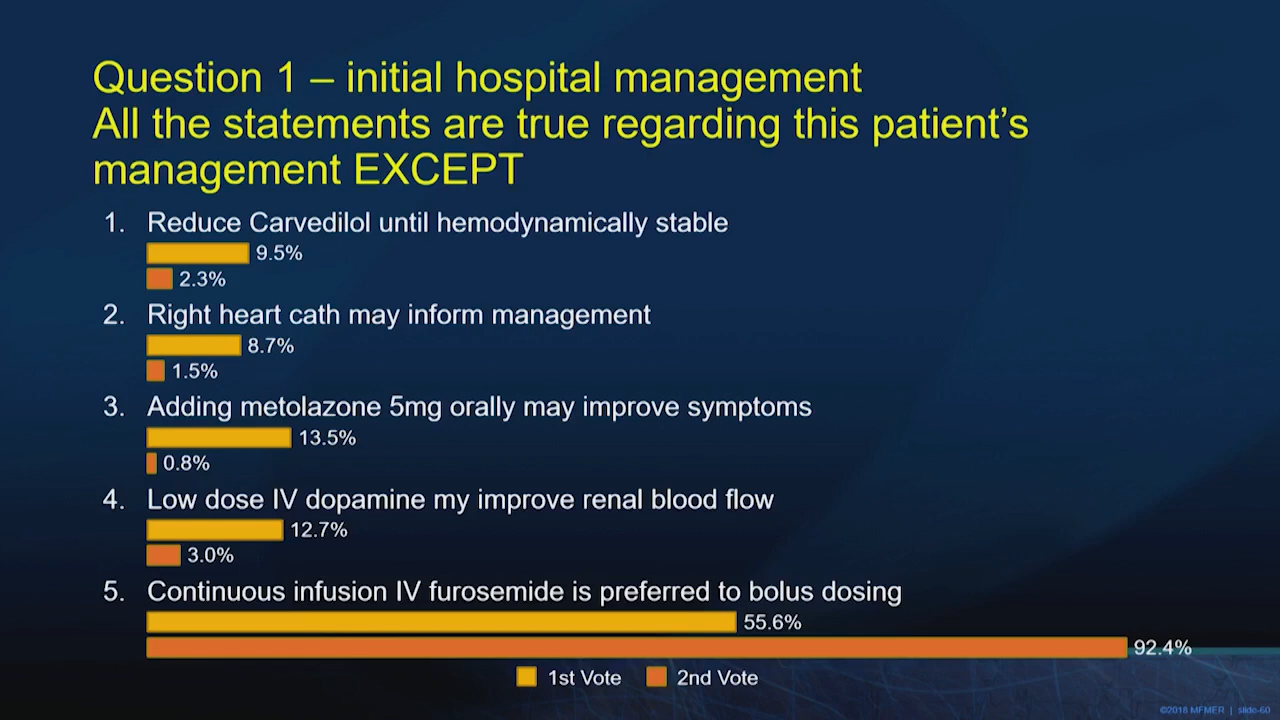 Question 1 – initial hospital management
All the statements are true regarding this patient's
management EXCEPT
1. Reduce Carvedilol until hemodynamically stable
9.5%
2.3%
2. Right heart cath may inform management
8.7%
1.5%
3. Adding metolazone 5mg orally may improve symptoms
13.5%
0.8%
4. Low dose IV dopamine my improve renal blood flow
12.7%
3.0%
5. Continuous infusion IV furosemide is preferred to bolus dosing
55.6%
92.4%
1st Vote 2nd Vote
©2018 MFMER | slide-60